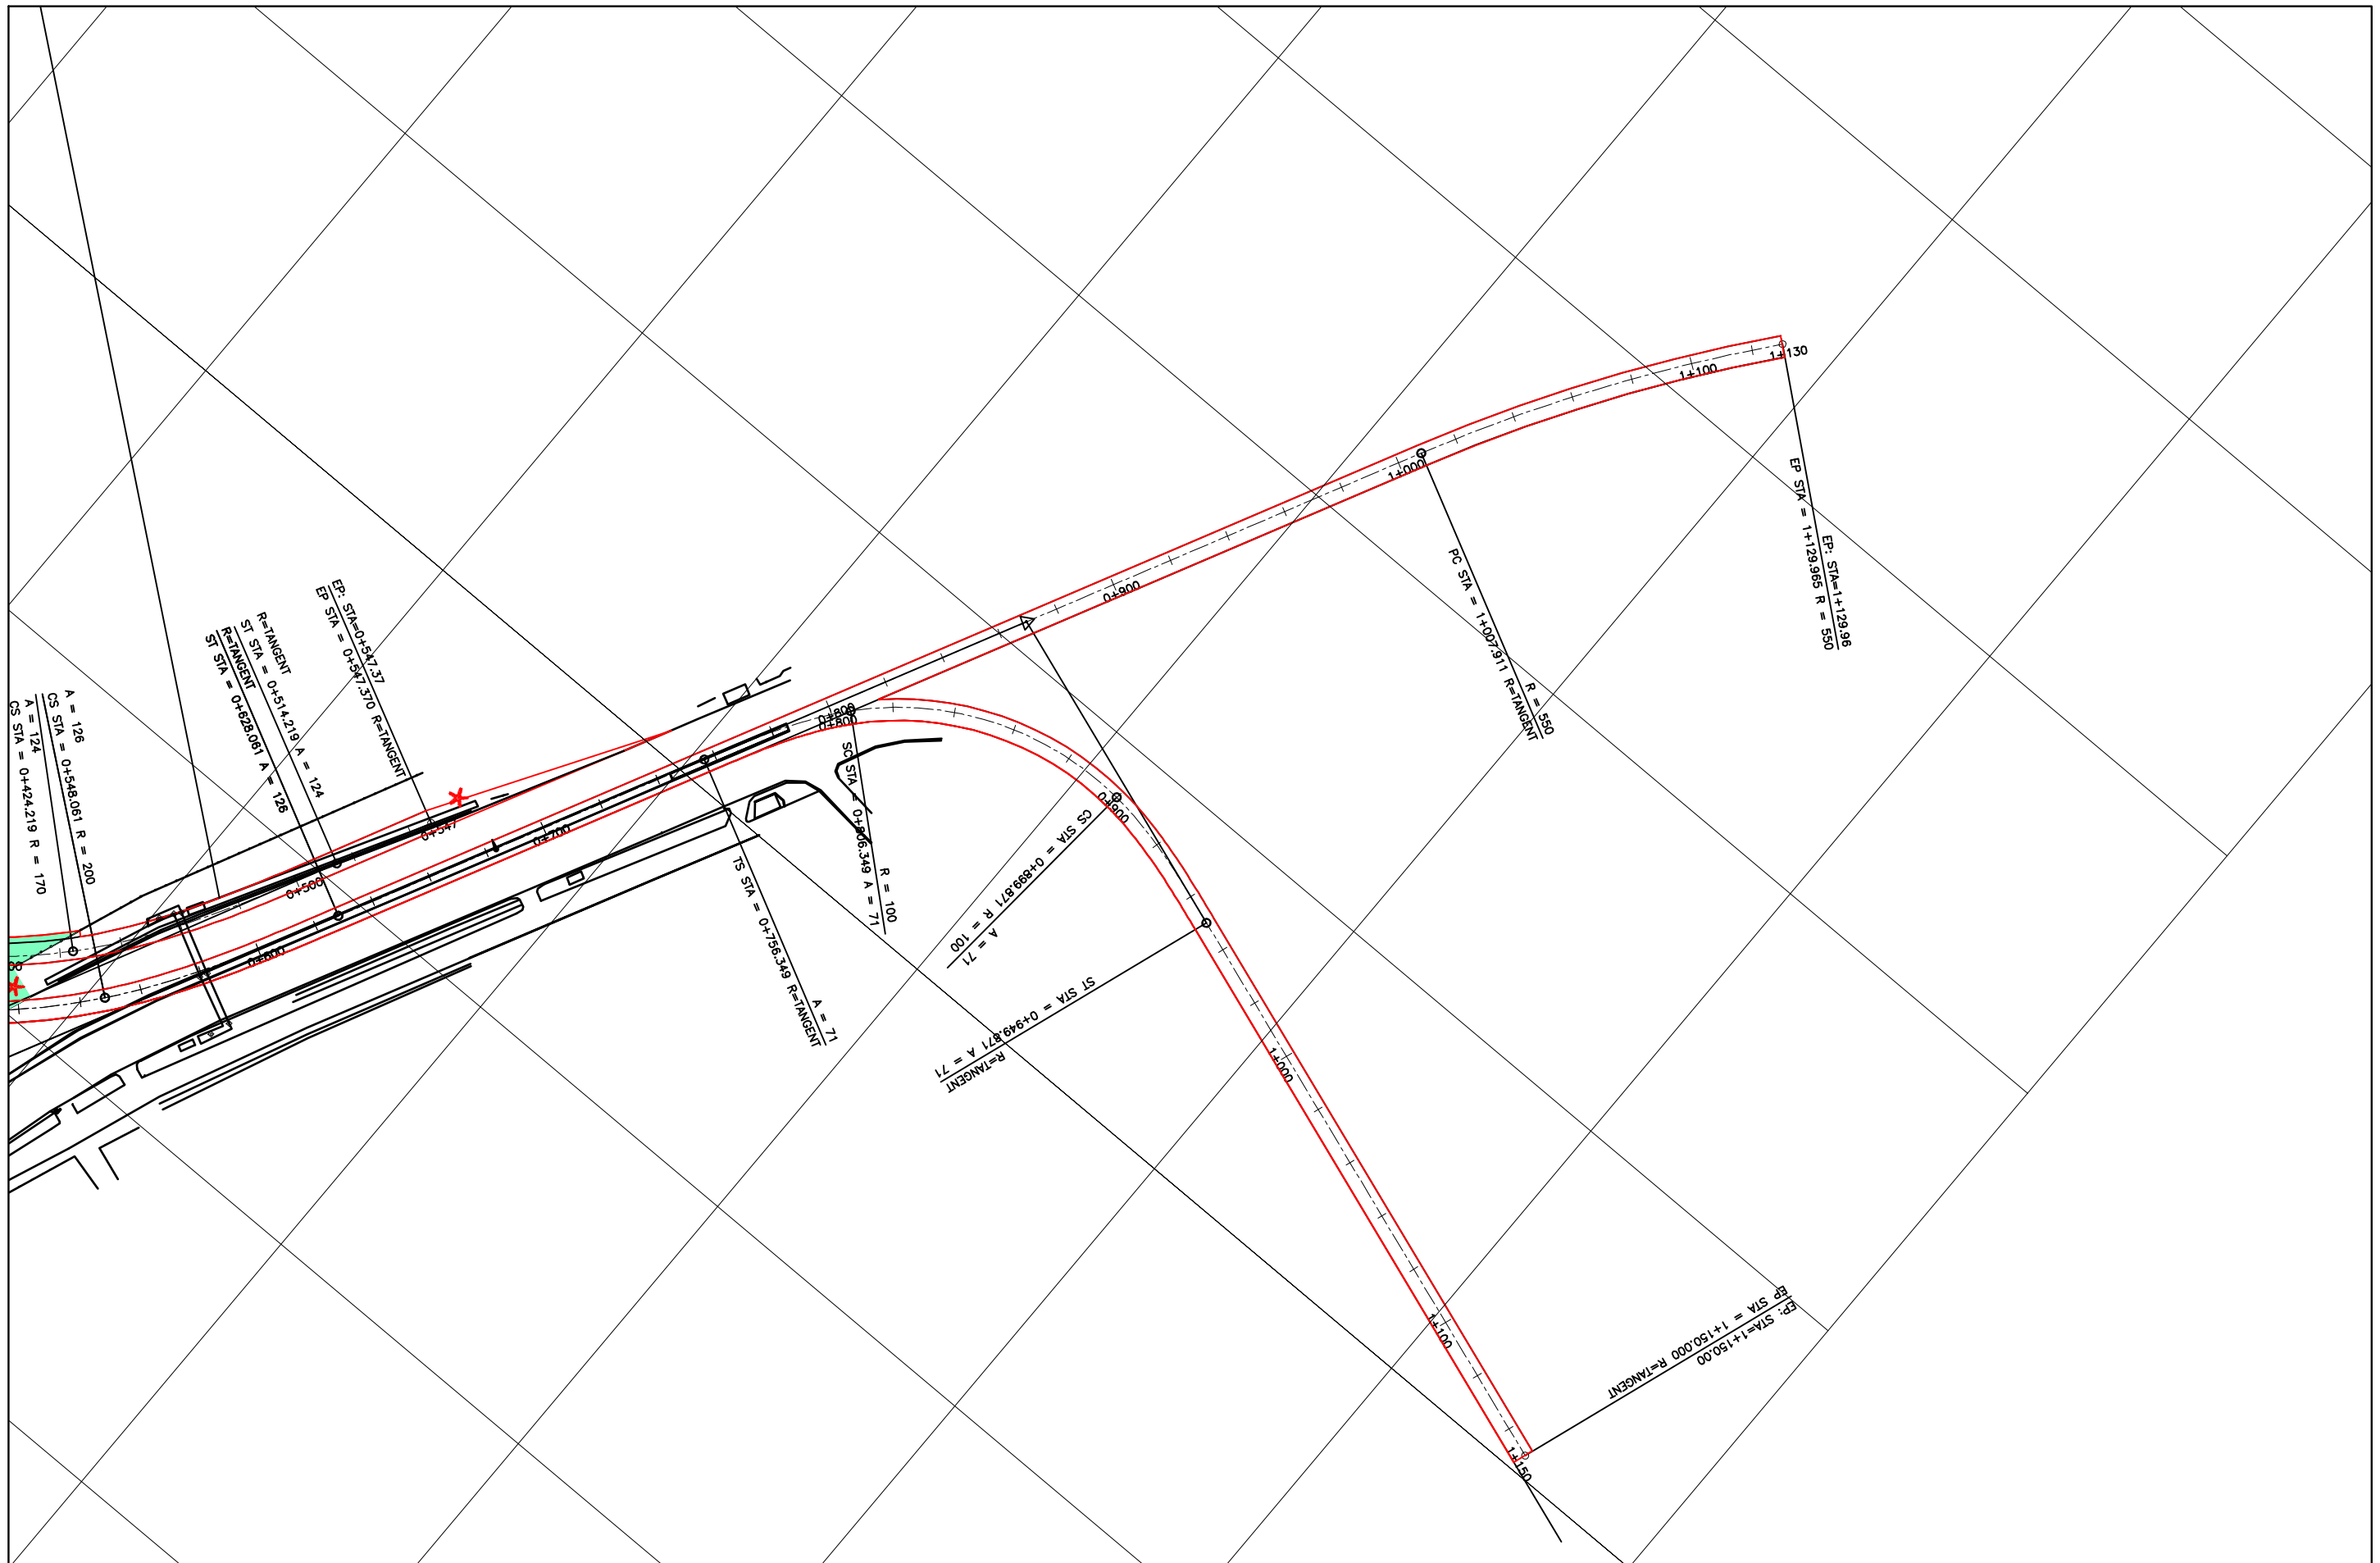 1+130
1+100
EP: STA=1+129.96
EP STA = 1+129.965 R = 550
1+000
R = 550
PC STA = 1+007.911 R=TANGENT
0+900
EP: STA=0+547.37
EP STA = 0+547.370 R=TANGENT
R=TANGENT
ST STA = 0+514.219 A = 124
R=TANGENT
ST STA = 0+628.061 A = 126
A = 126
CS STA = 0+548.061 R = 200
A = 124
CS STA = 0+424.219 R = 170
0+800
0+800
R = 100
SC STA = 0+806.349 A = 71
0+900
CS STA = 0+899.871 R = 100
A = 71
0+547
0+700
0+500
A = 71
TS STA = 0+756.349 R=TANGENT
0+600
00
ST STA = 0+949.871 A = 71
R=TANGENT
1+000
1+100
EP STA = 1+150.000 R=TANGENT
EP: STA=1+150.00
1+150